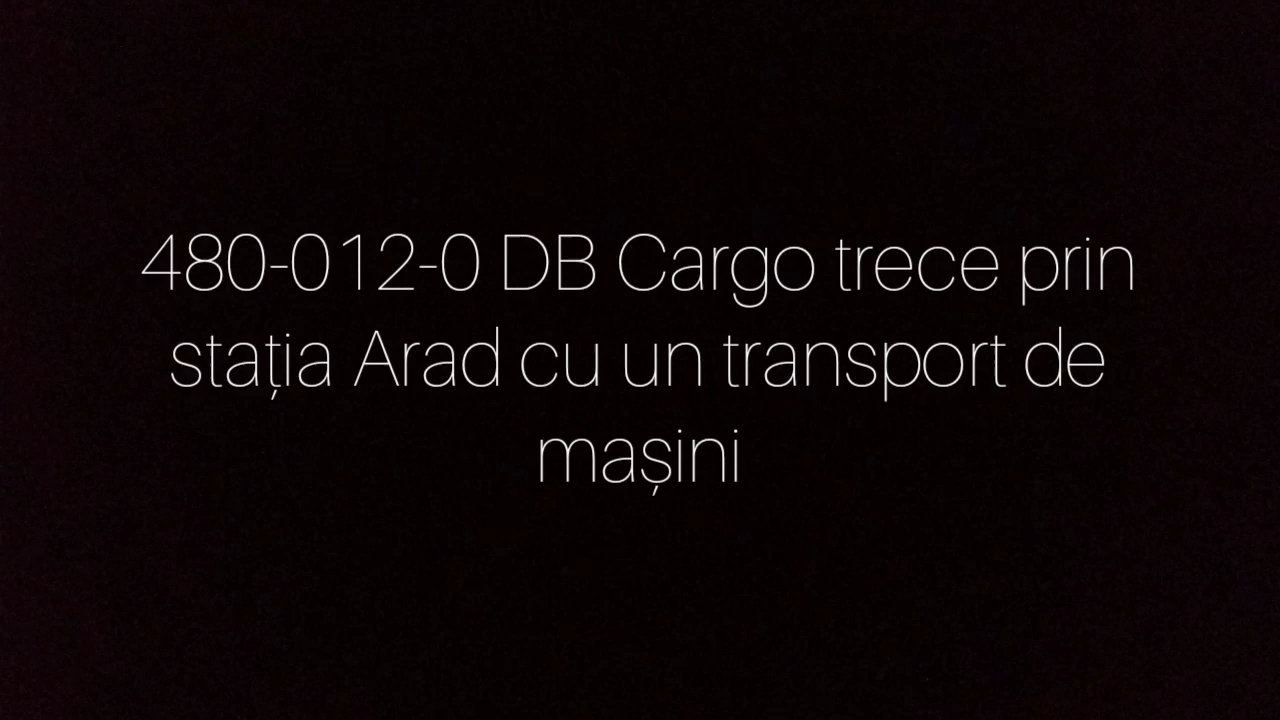 480-012-0 DB Cargo trece prin
stația Arad cu un transport de
mașini